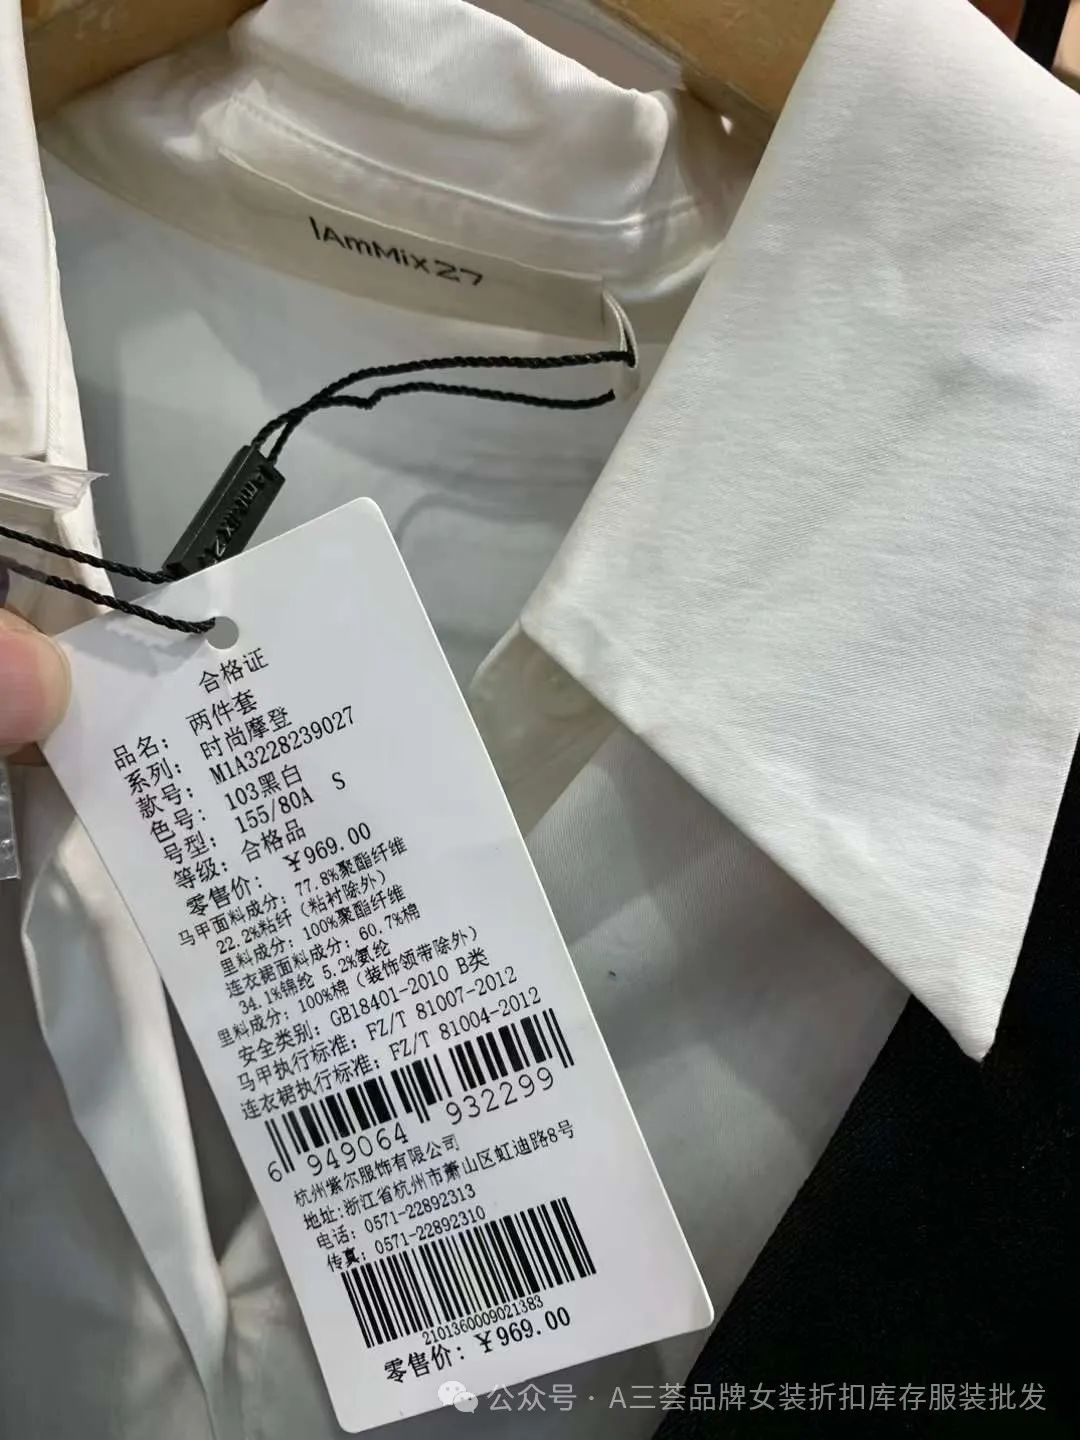 IAmMix27
IAmMix27
合格证
品名： 两件套
系列： 时尚摩登
款号： M1A3228239027
色号： 103黑白
号型： 155/80A S
等级： 合格品
零售价： ¥969.00
马甲面料成分：77.8%聚酯纤维
22.2%粘纤（粘衬除外）
里料成分：100%聚酯纤维
连衣裙面料成分：60.7%棉
34.1%锦纶 5.2%氨纶
里料成分：100%棉（装饰领带除外）
安全类别：GB18401-2010 B类
马甲执行标准：FZ/T 81007-2012
连衣裙执行标准：FZ/T 81004-2012
6 949064 932299
杭州紫尔服饰有限公司
地址:浙江省杭州市萧山区虹迪路8号
电话：0571-22892313
传真：0571-22892310
2101360009021383
零售价：¥969.00
公众号·A三荟品牌女装折扣库存服装批发